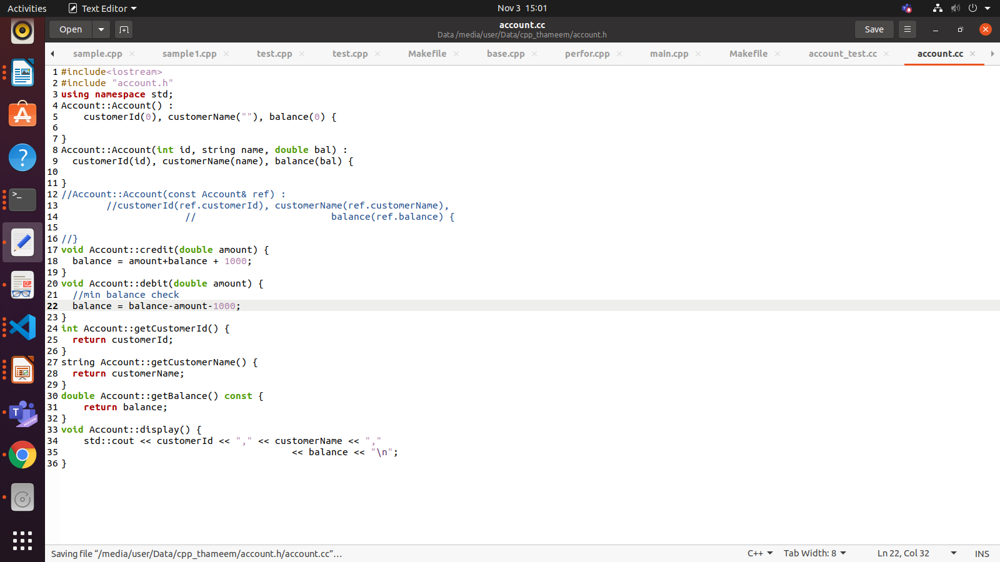 Activities Text Editor Nov 3 15:01
Open account.cc Save
Data /media/user/Data/cpp_thameem/account.h
sample.cpp sample1.cpp test.cpp test.cpp Makefile base.cpp perfor.cpp main.cpp Makefile account_test.cc account.cc
1 #include<iostream>
2 #include "account.h"
3 using namespace std;
4 Account::Account() :
5     customerId(0), customerName(""), balance(0) {
6
7 }
8 Account::Account(int id, string name, double bal) :
9   customerId(id), customerName(name), balance(bal) {
10
11 }
12 //Account::Account(const Account& ref) :
13         //customerId(ref.customerId), customerName(ref.customerName),
14                       //                        balance(ref.balance) {
15
16 //}
17 void Account::credit(double amount) {
18   balance = amount+balance + 1000;
19 }
20 void Account::debit(double amount) {
21   //min balance check
22   balance = balance-amount-1000;
23 }
24 int Account::getCustomerId() {
25   return customerId;
26 }
27 string Account::getCustomerName() {
28   return customerName;
29 }
30 double Account::getBalance() const {
31     return balance;
32 }
33 void Account::display() {
34     std::cout << customerId << "," << customerName << ","
35                                          << balance << "\n";
36 }
Saving file “/media/user/Data/cpp_thameem/account.h/account.cc”… C++ Tab Width: 8 Ln 22, Col 32 INS